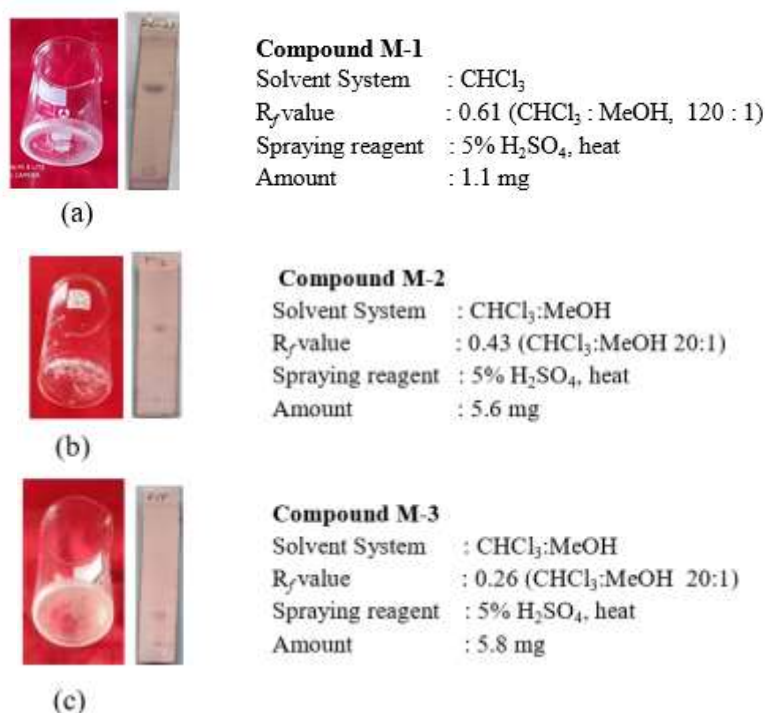 Compound M-1
Solvent System : CHCl₃
R_f value : 0.61 (CHCl₃ : MeOH, 120 : 1)
Spraying reagent : 5% H₂SO₄, heat
Amount : 1.1 mg
(a)
Compound M-2
Solvent System : CHCl₃:MeOH
R_f value : 0.43 (CHCl₃:MeOH 20:1)
Spraying reagent : 5% H₂SO₄, heat
Amount : 5.6 mg
(b)
Compound M-3
Solvent System : CHCl₃:MeOH
R_f value : 0.26 (CHCl₃:MeOH 20:1)
Spraying reagent : 5% H₂SO₄, heat
Amount : 5.8 mg
(c)